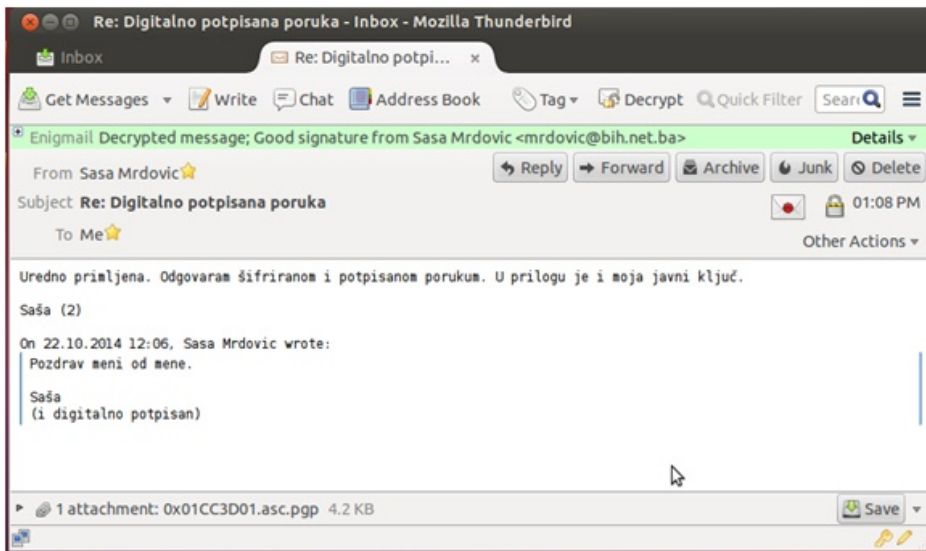 Re: Digitalno potpisana poruka - Inbox - Mozilla Thunderbird
Inbox
Re: Digitalno potpi... ×
Get Messages Write Chat Address Book Tag Decrypt Quick Filter Sear
Enigmail Decrypted message; Good signature from Sasa Mrdovic <mrdovic@bih.net.ba> Details
From Sasa Mrdovic Reply Forward Archive Junk Delete
Subject Re: Digitalno potpisana poruka 01:08 PM
To Me Other Actions
Uredno primljena. Odgovaram šifriranom i potpisanom porukum. U prilogu je i moja javni ključ.
Saša (2)
On 22.10.2014 12:06, Sasa Mrdovic wrote:
Pozdrav meni od mene.
Saša
(i digitalno potpisan)
1 attachment: 0x01CC3D01.asc.pgp 4.2 KB Save